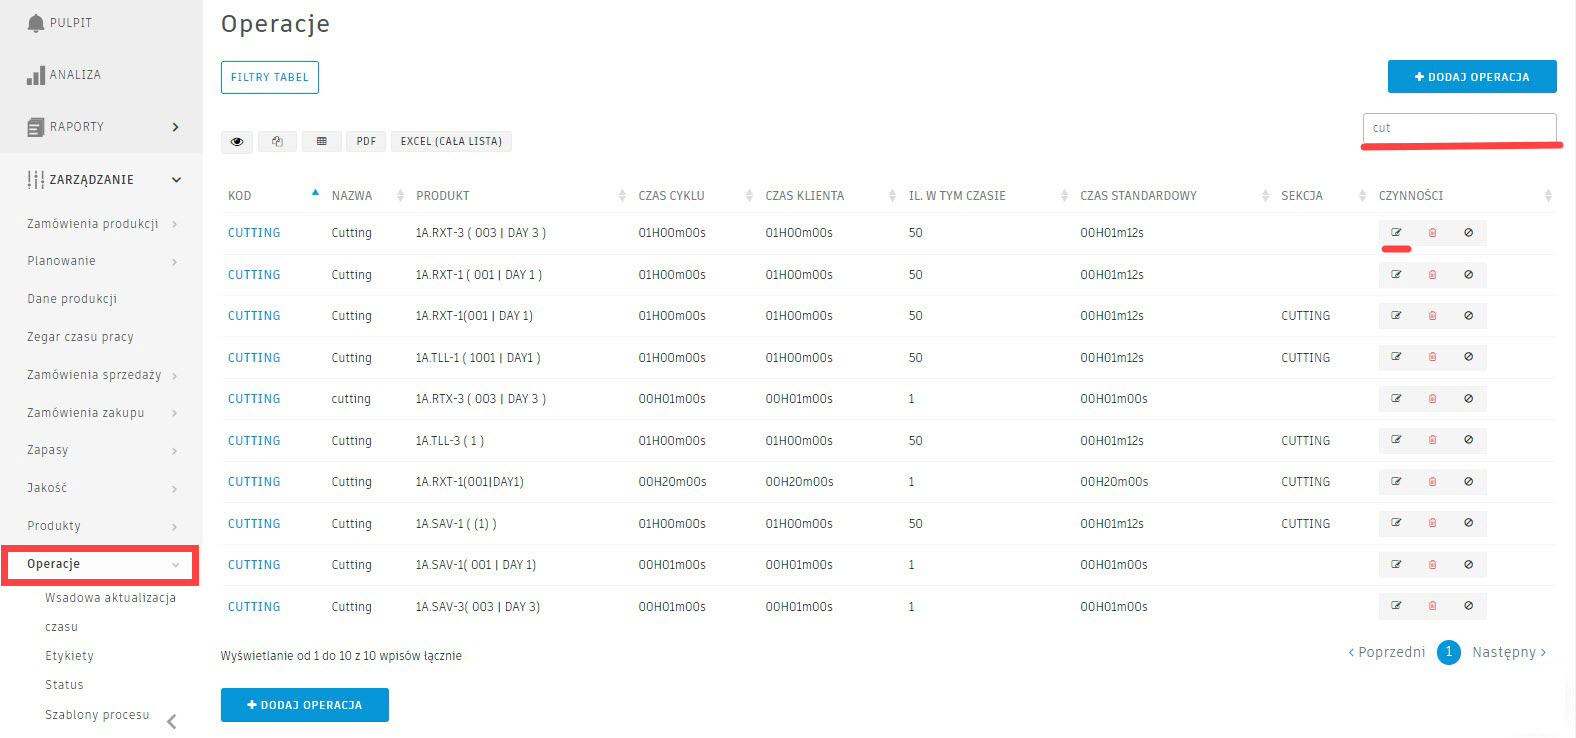 PULPIT
ANALIZA
RAPORTY
ZARZĄDZANIE
Zamówienia produkcji
Planowanie
Dane produkcji
Zegar czasu pracy
Zamówienia sprzedaży
Zamówienia zakupu
Zapasy
Jakość
Produkty
Operacje
Wsadowa aktualizacja
czasu
Etykiety
Status
Szablony procesu
Operacje
FILTRY TABEL
DODAJ OPERACJA
PDF EXCEL (CAŁA LISTA)
cut
KOD NAZWA PRODUKT CZAS CYKLU CZAS KLIENTA IL. W TYM CZASIE CZAS STANDARDOWY SEKCJA CZYNNOŚCI
CUTTING Cutting 1A.RXT-3 ( 003 | DAY 3 ) 01H00m00s 01H00m00s 50 00H01m12s
CUTTING Cutting 1A.RXT-1 ( 001 | DAY 1 ) 01H00m00s 01H00m00s 50 00H01m12s
CUTTING Cutting 1A.RXT-1(001 | DAY 1) 01H00m00s 01H00m00s 50 00H01m12s CUTTING
CUTTING Cutting 1A.TLL-1 ( 1001 | DAY1 ) 01H00m00s 01H00m00s 50 00H01m12s CUTTING
CUTTING cutting 1A.RTX-3 ( 003 | DAY 3 ) 00H01m00s 00H01m00s 1 00H01m00s
CUTTING Cutting 1A.TLL-3 ( 1 ) 01H00m00s 01H00m00s 50 00H01m12s CUTTING
CUTTING Cutting 1A.RXT-1(001|DAY1) 00H20m00s 00H20m00s 1 00H20m00s CUTTING
CUTTING Cutting 1A.SAV-1 ( (1) ) 01H00m00s 01H00m00s 50 00H01m12s CUTTING
CUTTING Cutting 1A.SAV-1( 001 | DAY 1) 00H01m00s 00H01m00s 1 00H01m00s
CUTTING Cutting 1A.SAV-3( 003 | DAY 3) 00H01m00s 00H01m00s 1 00H01m00s
Wyświetlanie od 1 do 10 z 10 wpisów łącznie
Poprzedni 1 Następny
DODAJ OPERACJA